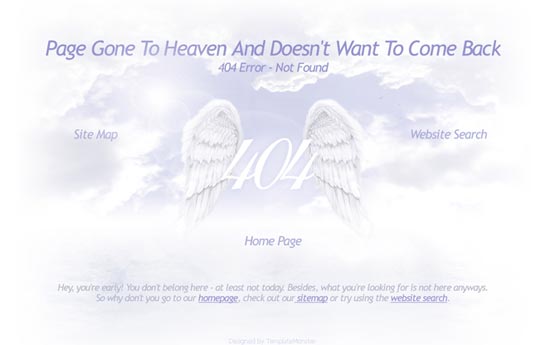 Page Gone To Heaven And Doesn't Want To Come Back
404 Error - Not Found
Site Map
Website Search
404
Home Page
Hey, you're early! You don't belong here - at least not today. Besides, what you're looking for is not here anyways.
So why don't you go to our homepage, check out our sitemap or try using the website search.
Designed By TemplateMonster